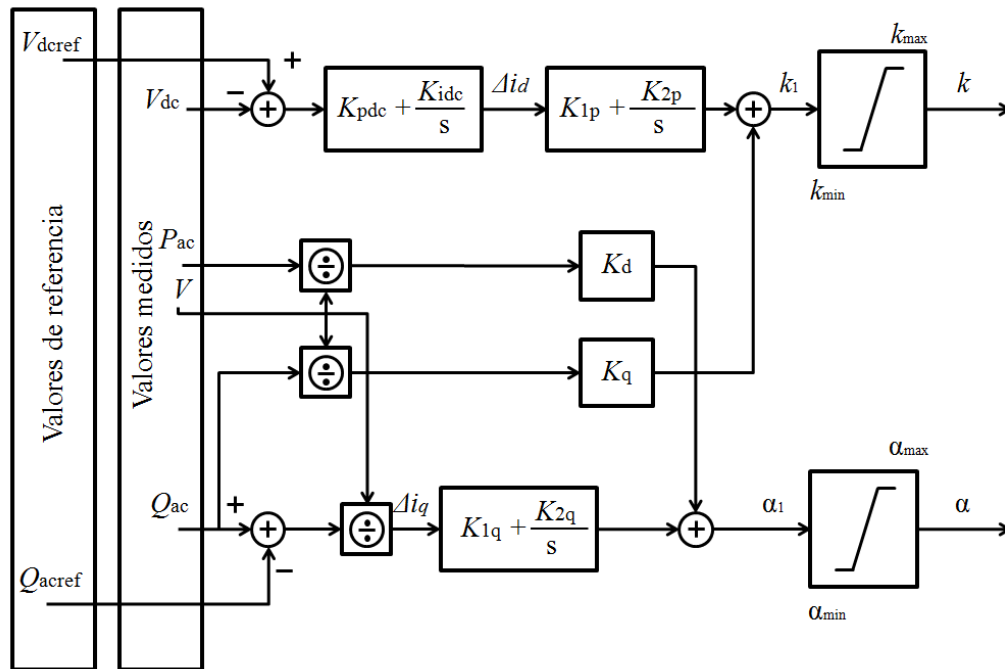 Valores de referencia
Valores medidos
Vdcref
+
−
Vdc
+
Kpdc + Kidc
s
Δid
K1p + K2p
s
+
k1
kmax
kmin
k
Pac
÷
Kd
V
÷
Kq
Qac
+
+
−
÷
Δiq
K1q + K2q
s
+
α1
αmax
αmin
α
Qacref